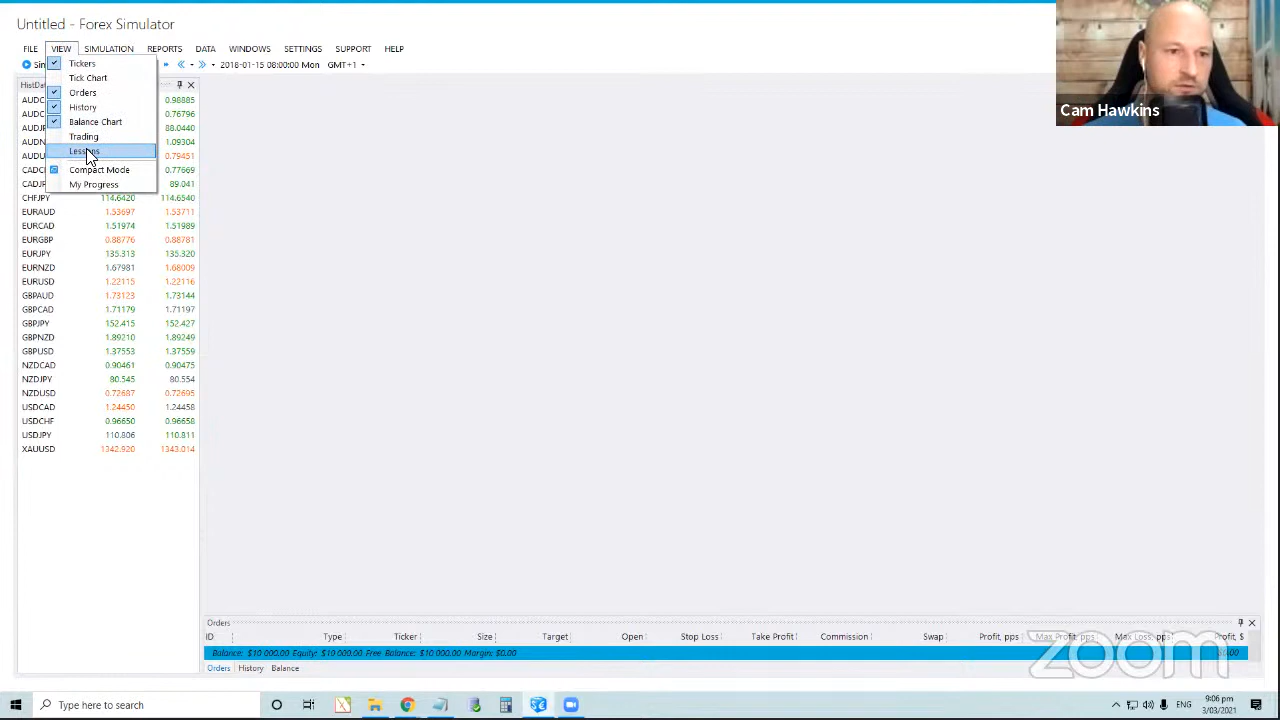 Untitled - Forex Simulator
FILE VIEW SIMULATION REPORTS DATA WINDOWS SETTINGS SUPPORT HELP
2018-01-15 08:00:00 Mon GMT+1
Tickers
Tick Chart
Orders
History
Balance Chart
Trading
Lessons
Compact Mode
My Progress
Cam Hawkins
0.98885
0.76796
88.0440
1.09304
0.79451
0.77669
89.041
CHFJPY 114.6420 114.6540
EURAUD 1.53697 1.53711
EURCAD 1.51974 1.51989
EURGBP 0.88776 0.88781
EURJPY 135.313 135.320
EURNZD 1.67981 1.68009
EURUSD 1.22115 1.22116
GBPAUD 1.73123 1.73144
GBPCAD 1.71179 1.71197
GBPJPY 152.415 152.427
GBPNZD 1.89210 1.89249
GBPUSD 1.37553 1.37559
NZDCAD 0.90461 0.90475
NZDJPY 80.545 80.554
NZDUSD 0.72687 0.72695
USDCAD 1.24450 1.24458
USDCHF 0.96650 0.96658
USDJPY 110.806 110.811
XAUUSD 1342.920 1343.014
Orders
ID Type Ticker Size Target Open Stop Loss Take Profit Commission Swap Profit, pps Max Profit, pps Max Loss, pps Profit, $
Balance: $10 000.00 Equity: $10 000.00 Free Balance: $10 000.00 Margin: $0.00 $0.00
Orders History Balance
zoom
Type here to search
ENG
9:06 pm
3/03/2021